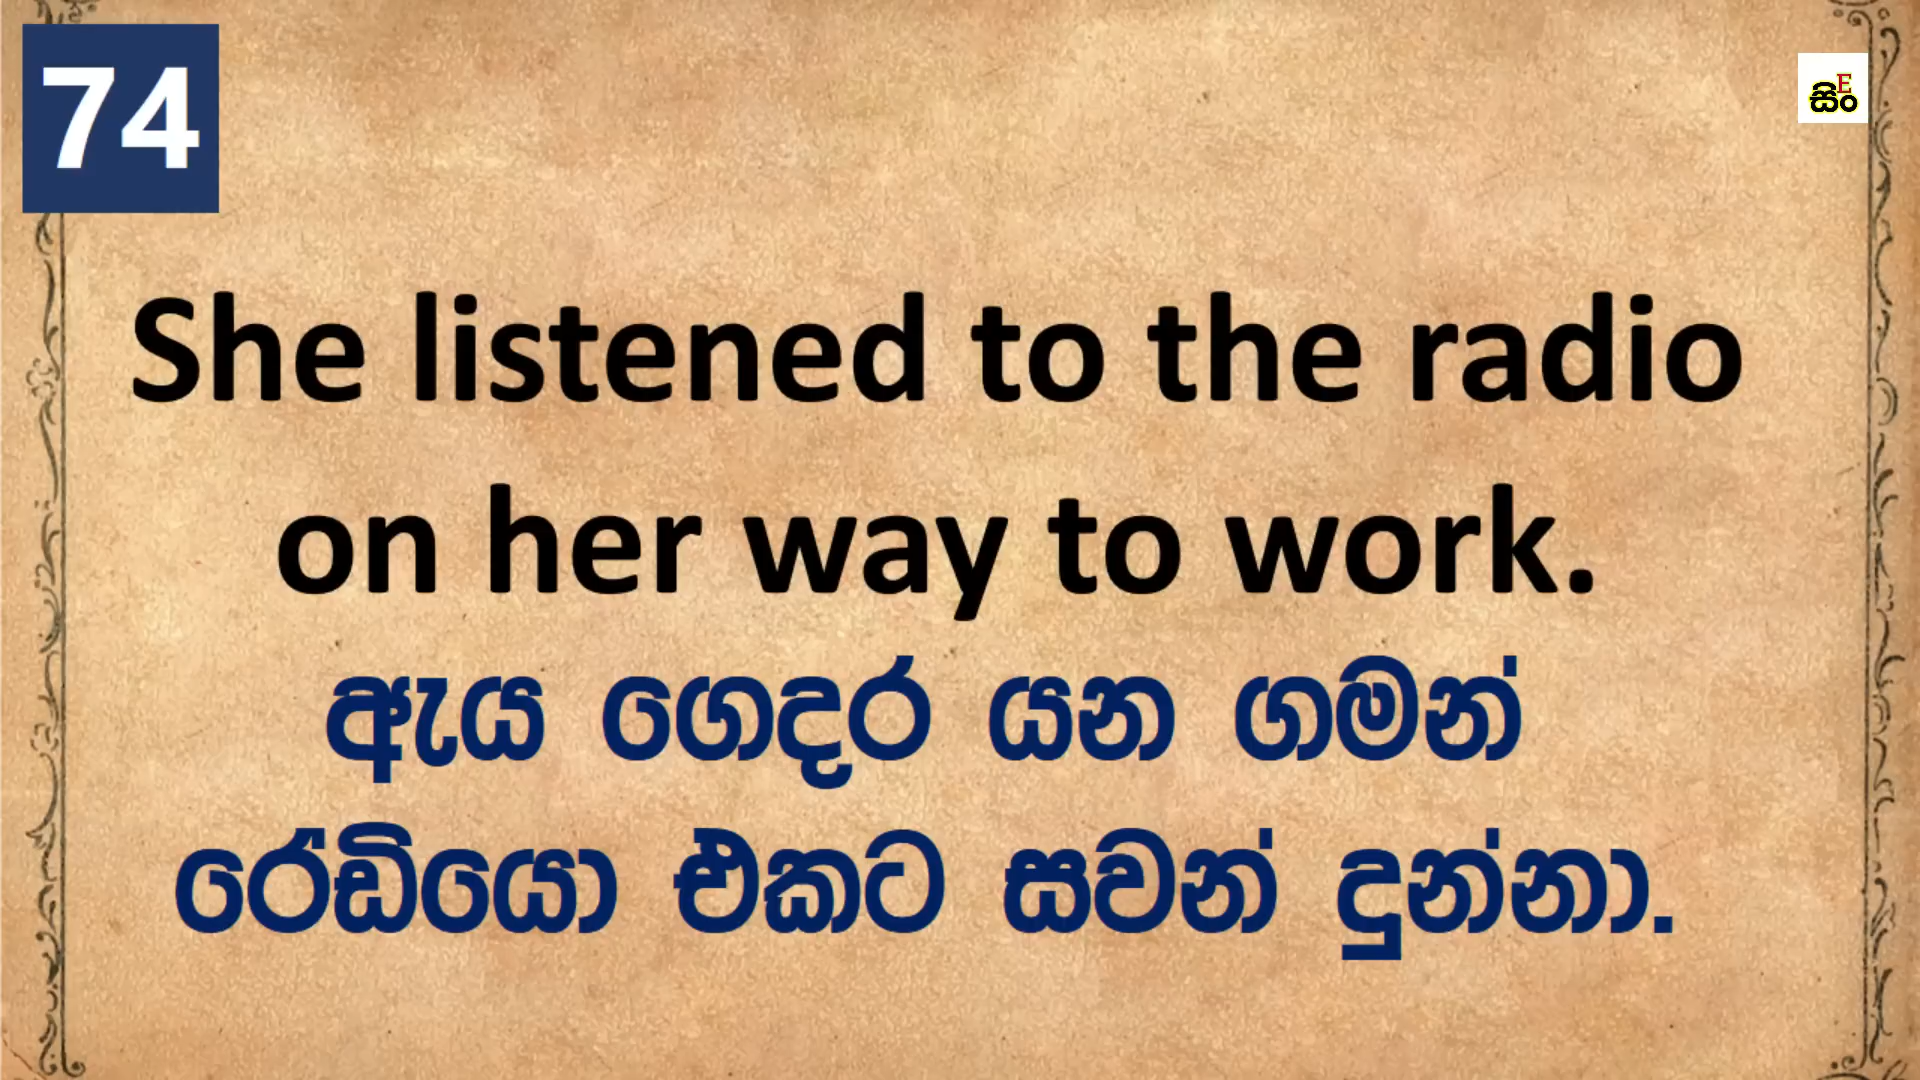 74
සිංE
She listened to the radio
on her way to work.
ඇය ගෙදර යන ගමන්
රේඩියො එකට සවන් දුන්නා.